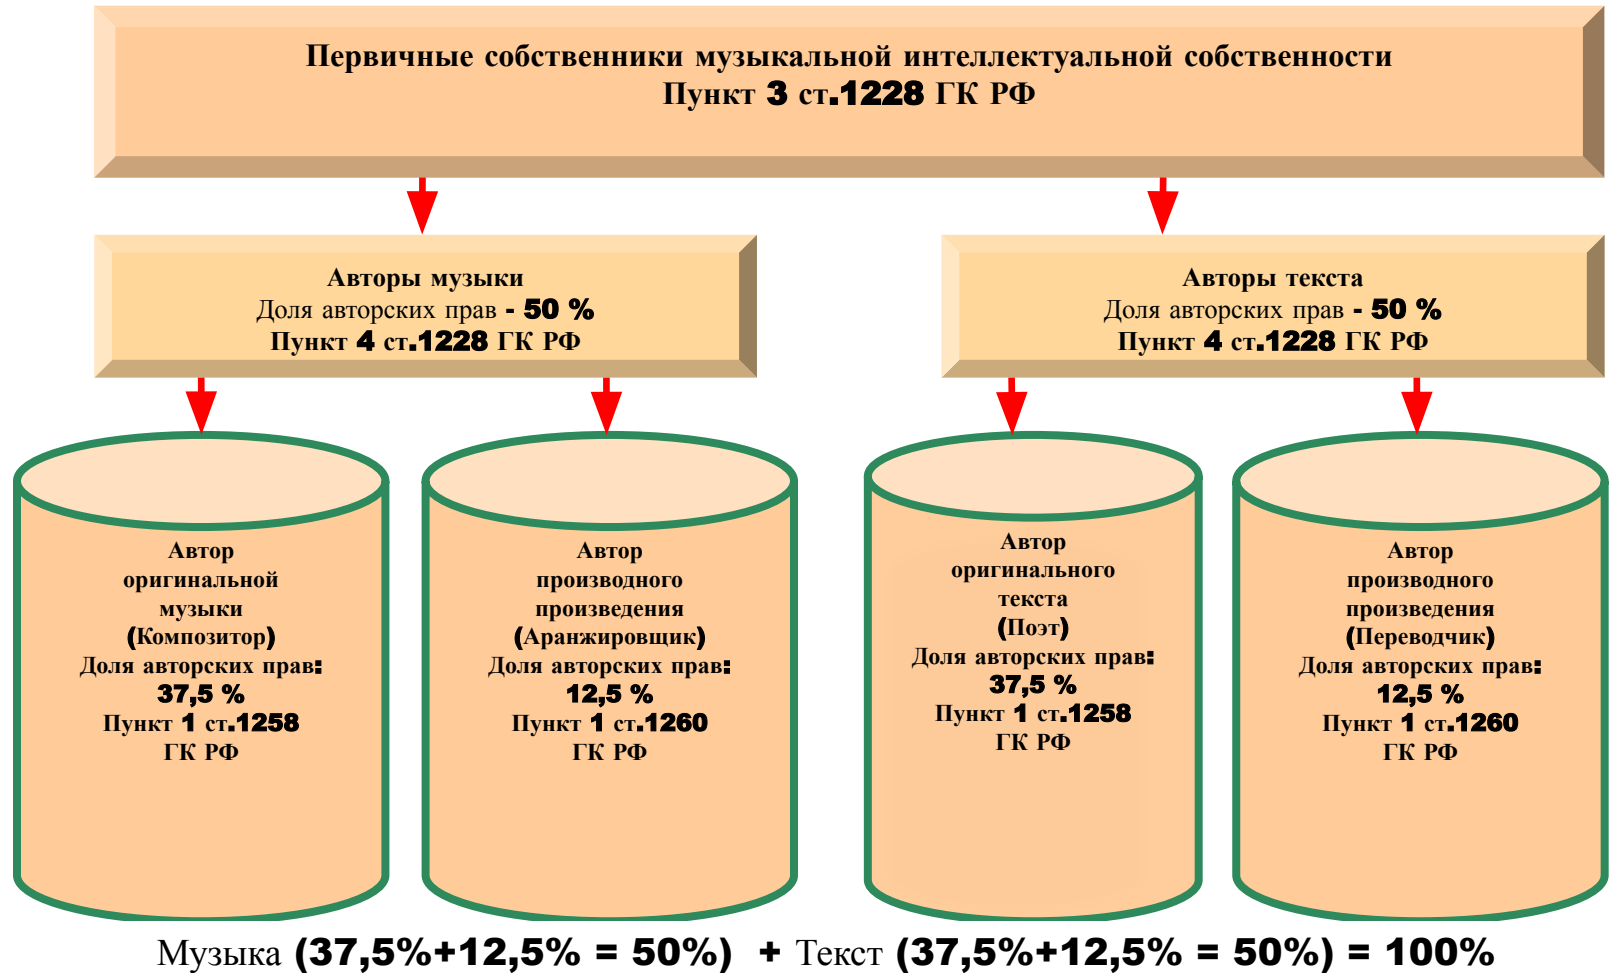 Первичные собственники музыкальной интеллектуальной собственности
Пункт 3 ст.1228 ГК РФ
Авторы музыки
Доля авторских прав - 50 %
Пункт 4 ст.1228 ГК РФ
Авторы текста
Доля авторских прав - 50 %
Пункт 4 ст.1228 ГК РФ
Автор
оригинальной
музыки
(Композитор)
Доля авторских прав:
37,5 %
Пункт 1 ст.1258
ГК РФ
Автор
производного
произведения
(Аранжировщик)
Доля авторских прав:
12,5 %
Пункт 1 ст.1260
ГК РФ
Автор
оригинального
текста
(Поэт)
Доля авторских прав:
37,5 %
Пункт 1 ст.1258
ГК РФ
Автор
производного
произведения
(Переводчик)
Доля авторских прав:
12,5 %
Пункт 1 ст.1260
ГК РФ
Музыка (37,5%+12,5% = 50%) + Текст (37,5%+12,5% = 50%) = 100%